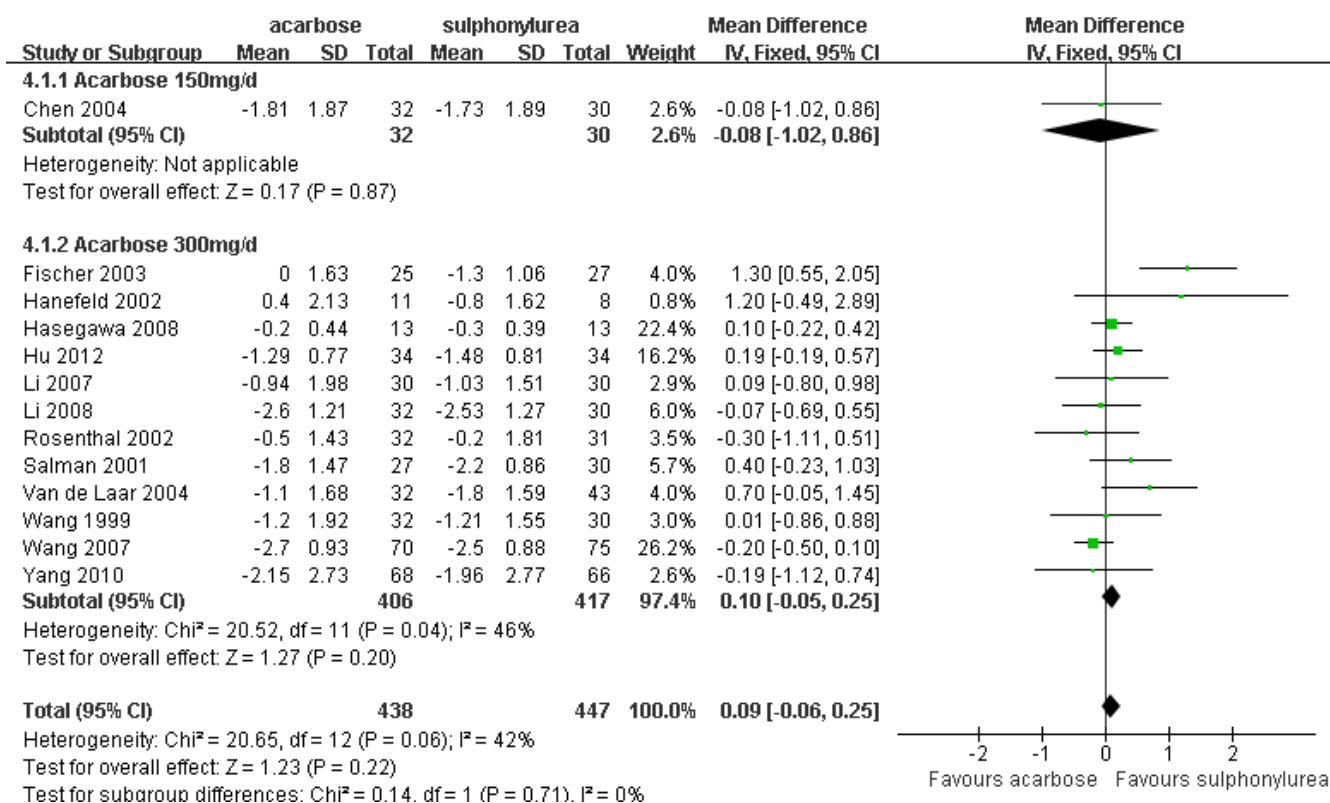 acarbose sulphonylurea Mean Difference Mean Difference
Study or Subgroup Mean SD Total Mean SD Total Weight IV, Fixed, 95% CI IV, Fixed, 95% CI
4.1.1 Acarbose 150mg/d
Chen 2004 -1.81 1.87 32 -1.73 1.89 30 2.6% -0.08 [-1.02, 0.86]
Subtotal (95% CI) 32 30 2.6% -0.08 [-1.02, 0.86]
Heterogeneity: Not applicable
Test for overall effect: Z = 0.17 (P = 0.87)
4.1.2 Acarbose 300mg/d
Fischer 2003 0 1.63 25 -1.3 1.06 27 4.0% 1.30 [0.55, 2.05]
Hanefeld 2002 0.4 2.13 11 -0.8 1.62 8 0.8% 1.20 [-0.49, 2.89]
Hasegawa 2008 -0.2 0.44 13 -0.3 0.39 13 22.4% 0.10 [-0.22, 0.42]
Hu 2012 -1.29 0.77 34 -1.48 0.81 34 16.2% 0.19 [-0.19, 0.57]
Li 2007 -0.94 1.98 30 -1.03 1.51 30 2.9% 0.09 [-0.80, 0.98]
Li 2008 -2.6 1.21 32 -2.53 1.27 30 6.0% -0.07 [-0.69, 0.55]
Rosenthal 2002 -0.5 1.43 32 -0.2 1.81 31 3.5% -0.30 [-1.11, 0.51]
Salman 2001 -1.8 1.47 27 -2.2 0.86 30 5.7% 0.40 [-0.23, 1.03]
Van de Laar 2004 -1.1 1.68 32 -1.8 1.59 43 4.0% 0.70 [-0.05, 1.45]
Wang 1999 -1.2 1.92 32 -1.21 1.55 30 3.0% 0.01 [-0.86, 0.88]
Wang 2007 -2.7 0.93 70 -2.5 0.88 75 26.2% -0.20 [-0.50, 0.10]
Yang 2010 -2.15 2.73 68 -1.96 2.77 66 2.6% -0.19 [-1.12, 0.74]
Subtotal (95% CI) 406 417 97.4% 0.10 [-0.05, 0.25]
Heterogeneity: Chi² = 20.52, df = 11 (P = 0.04); I² = 46%
Test for overall effect: Z = 1.27 (P = 0.20)
Total (95% CI) 438 447 100.0% 0.09 [-0.06, 0.25]
Heterogeneity: Chi² = 20.65, df = 12 (P = 0.06); I² = 42%
Test for overall effect: Z = 1.23 (P = 0.22)
Test for subgroup differences: Chi² = 0.14, df = 1 (P = 0.71), I² = 0%
-2 -1 0 1 2
Favours acarbose Favours sulphonylurea